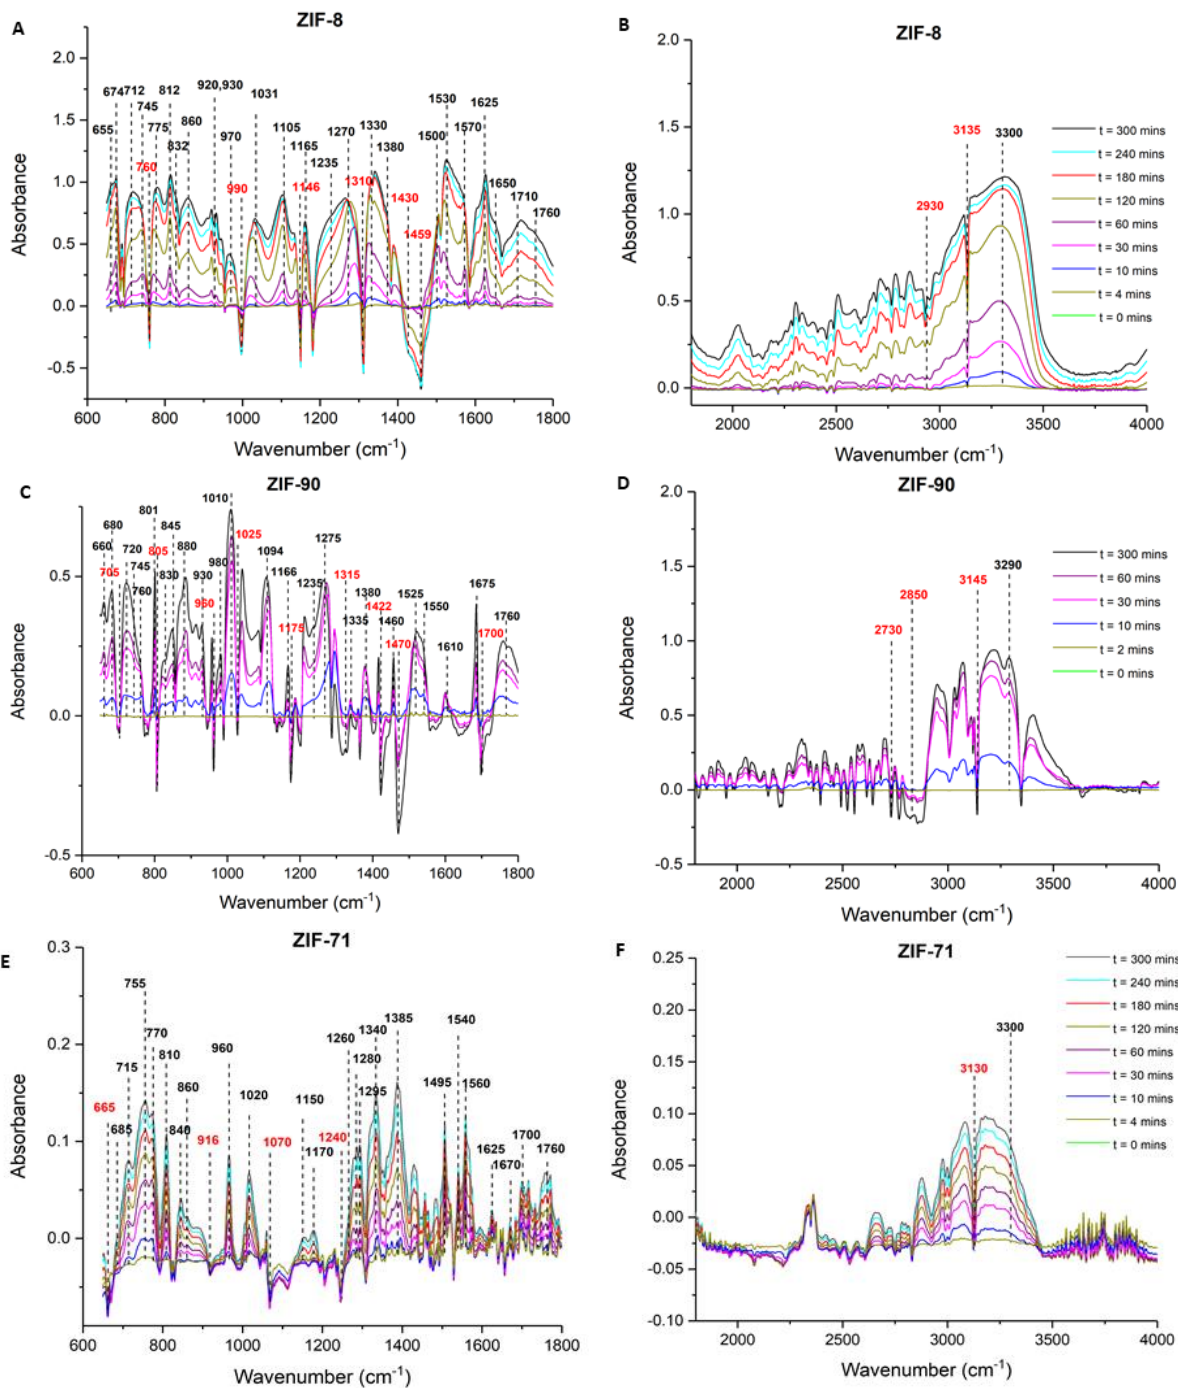 A
ZIF-8
Absorbance
2.0
1.5
1.0
0.5
0.0
-0.5
655
674
712
745
760
775
812
832
860
920,930
970
990
1031
1105
1146
1165
1235
1270
1310
1330
1380
1430
1459
1500
1530
1570
1625
1650
1710
1760
600 800 1000 1200 1400 1600 1800
Wavenumber (cm-1)
B
ZIF-8
Absorbance
2.0
1.5
1.0
0.5
0.0
2930
3135
3300
t = 300 mins
t = 240 mins
t = 180 mins
t = 120 mins
t = 60 mins
t = 30 mins
t = 10 mins
t = 4 mins
t = 0 mins
2000 2500 3000 3500 4000
Wavenumber (cm-1)
C
ZIF-90
Absorbance
0.5
0.0
-0.5
660
680
705
720
745
760
801
805
830
845
880
930
960
980
1010
1025
1094
1166
1175
1235
1275
1315
1335
1380
1422
1460
1470
1525
1550
1610
1675
1700
1760
600 800 1000 1200 1400 1600 1800
Wavenumber (cm-1)
D
ZIF-90
Absorbance
2.0
1.5
1.0
0.5
0.0
-0.5
2730
2850
3145
3290
t = 300 mins
t = 60 mins
t = 30 mins
t = 10 mins
t = 2 mins
t = 0 mins
2000 2500 3000 3500 4000
Wavenumber (cm-1)
E
ZIF-71
Absorbance
0.3
0.2
0.1
0.0
665
685
715
755
770
810
840
860
916
960
1020
1070
1150
1170
1240
1260
1280
1295
1340
1385
1495
1540
1560
1625
1670
1700
1760
600 800 1000 1200 1400 1600 1800
Wavenumber (cm-1)
F
ZIF-71
Absorbance
0.25
0.20
0.15
0.10
0.05
0.00
-0.05
-0.10
3130
3300
t = 300 mins
t = 240 mins
t = 180 mins
t = 120 mins
t = 60 mins
t = 30 mins
t = 10 mins
t = 4 mins
t = 0 mins
2000 2500 3000 3500 4000
Wavenumber (cm-1)